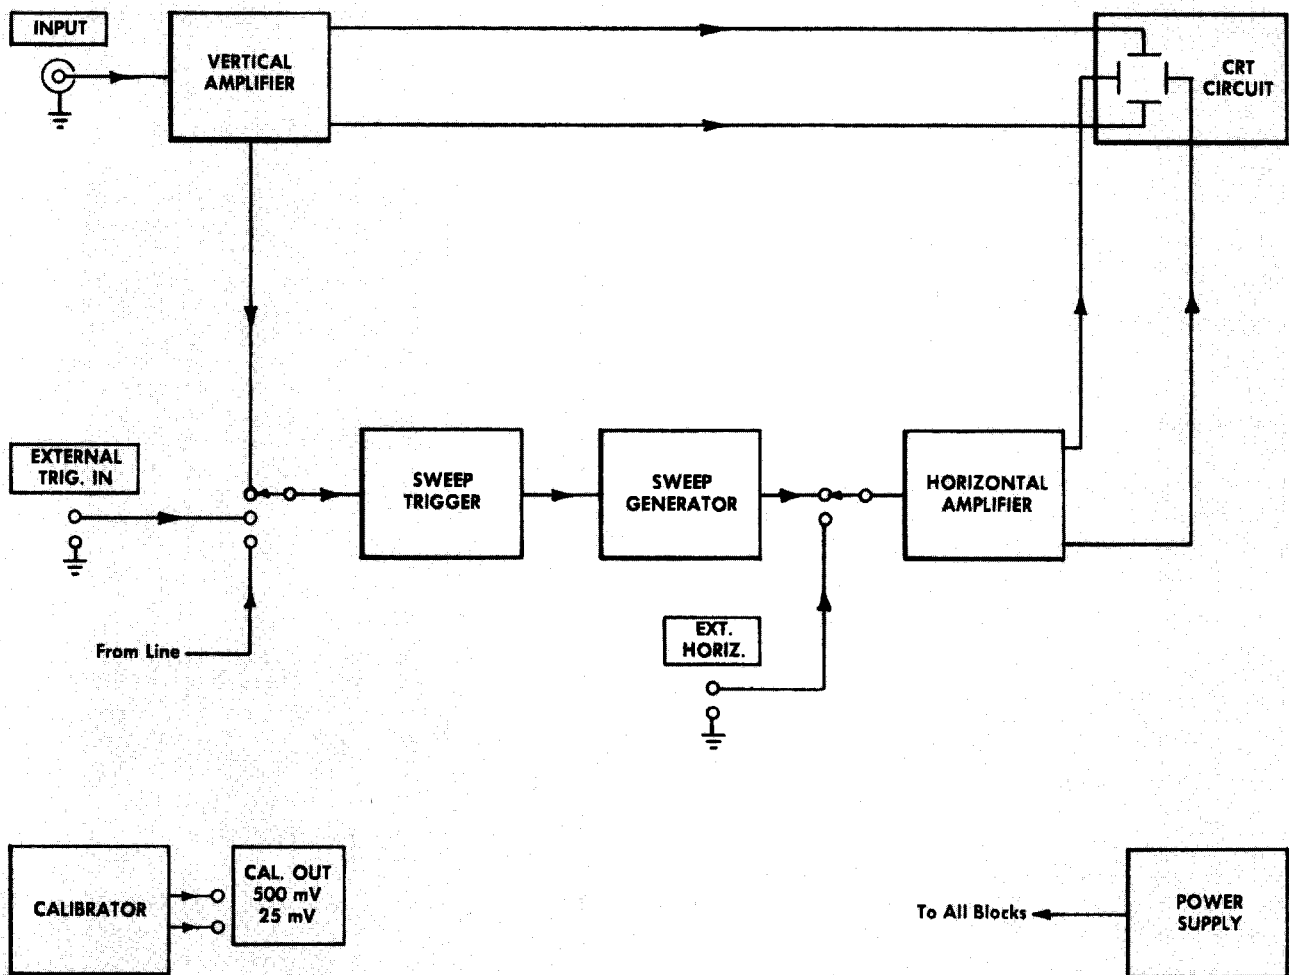 INPUT
VERTICAL
AMPLIFIER
CRT
CIRCUIT
EXTERNAL
TRIG. IN
SWEEP
TRIGGER
SWEEP
GENERATOR
HORIZONTAL
AMPLIFIER
From Line
EXT.
HORIZ.
CALIBRATOR
CAL. OUT
500 mV
25 mV
To All Blocks
POWER
SUPPLY